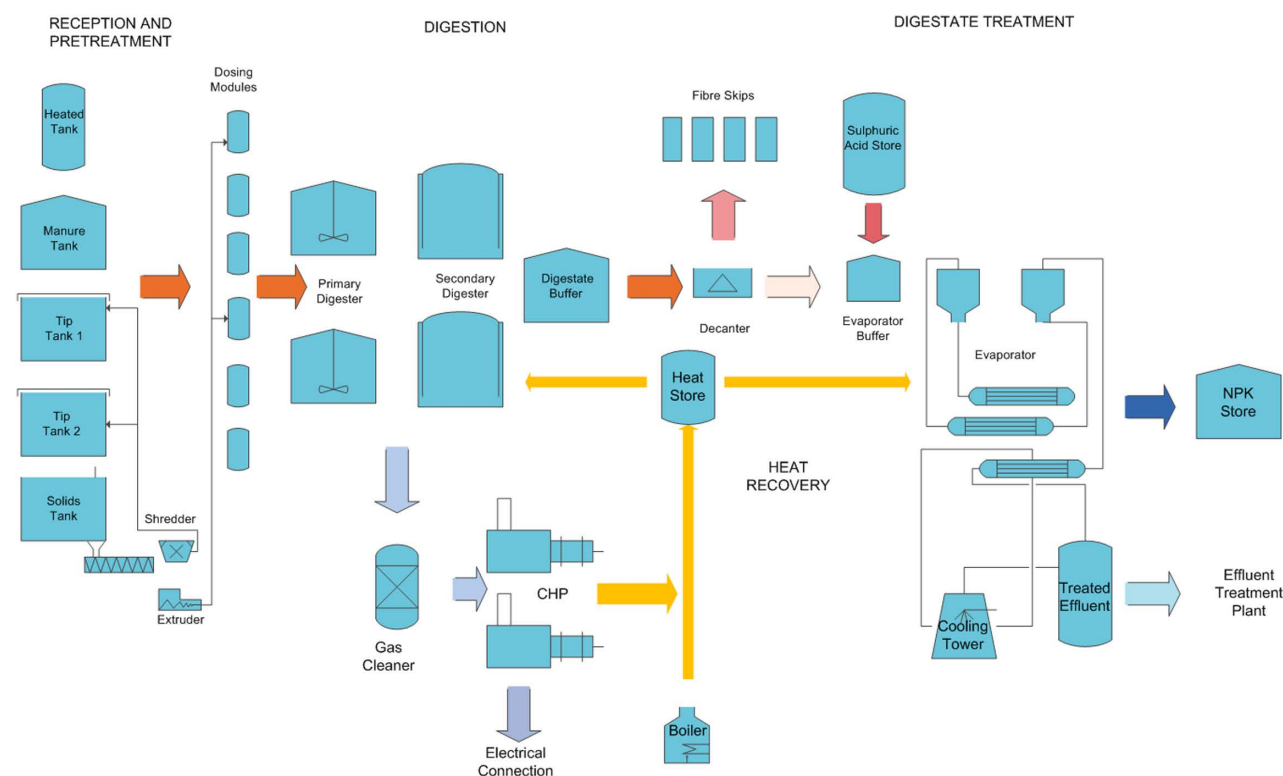 RECEPTION AND
PRETREATMENT
DIGESTION
DIGESTATE TREATMENT
Dosing
Modules
Heated
Tank
Fibre Skips
Sulphuric
Acid Store
Manure
Tank
Primary
Digester
Secondary
Digester
Digestate
Buffer
Decanter
Evaporator
Buffer
Tip
Tank 1
Evaporator
Heat
Store
NPK
Store
Tip
Tank 2
HEAT
RECOVERY
Solids
Tank
Shredder
Extruder
CHP
Gas
Cleaner
Treated
Effluent
Effluent
Treatment
Plant
Cooling
Tower
Boiler
Electrical
Connection